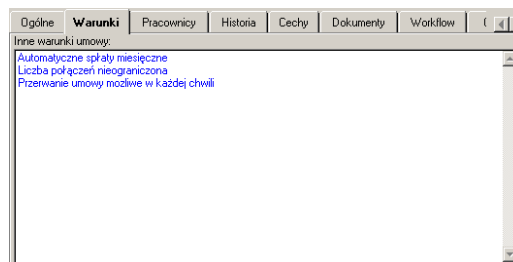 Ogólne Warunki Pracownicy Historia Cechy Dokumenty Workflow
Inne warunki umowy:
Automatyczne spłaty miesięczne
Liczba połączeń nieograniczona
Przerwanie umowy mozliwe w każdej chwili